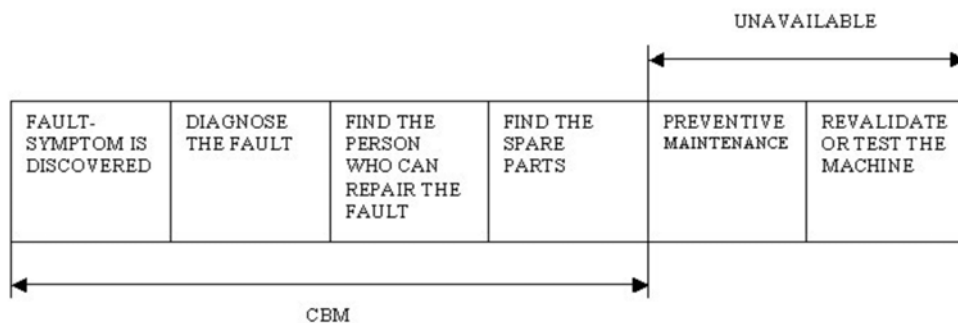 UNAVAILABLE
FAULT-
SYMPTOM IS
DISCOVERED
DIAGNOSE
THE FAULT
FIND THE
PERSON
WHO CAN
REPAIR THE
FAULT
FIND THE
SPARE
PARTS
PREVENTIVE
MAINTENANCE
REVALIDATE
OR TEST THE
MACHINE
CBM